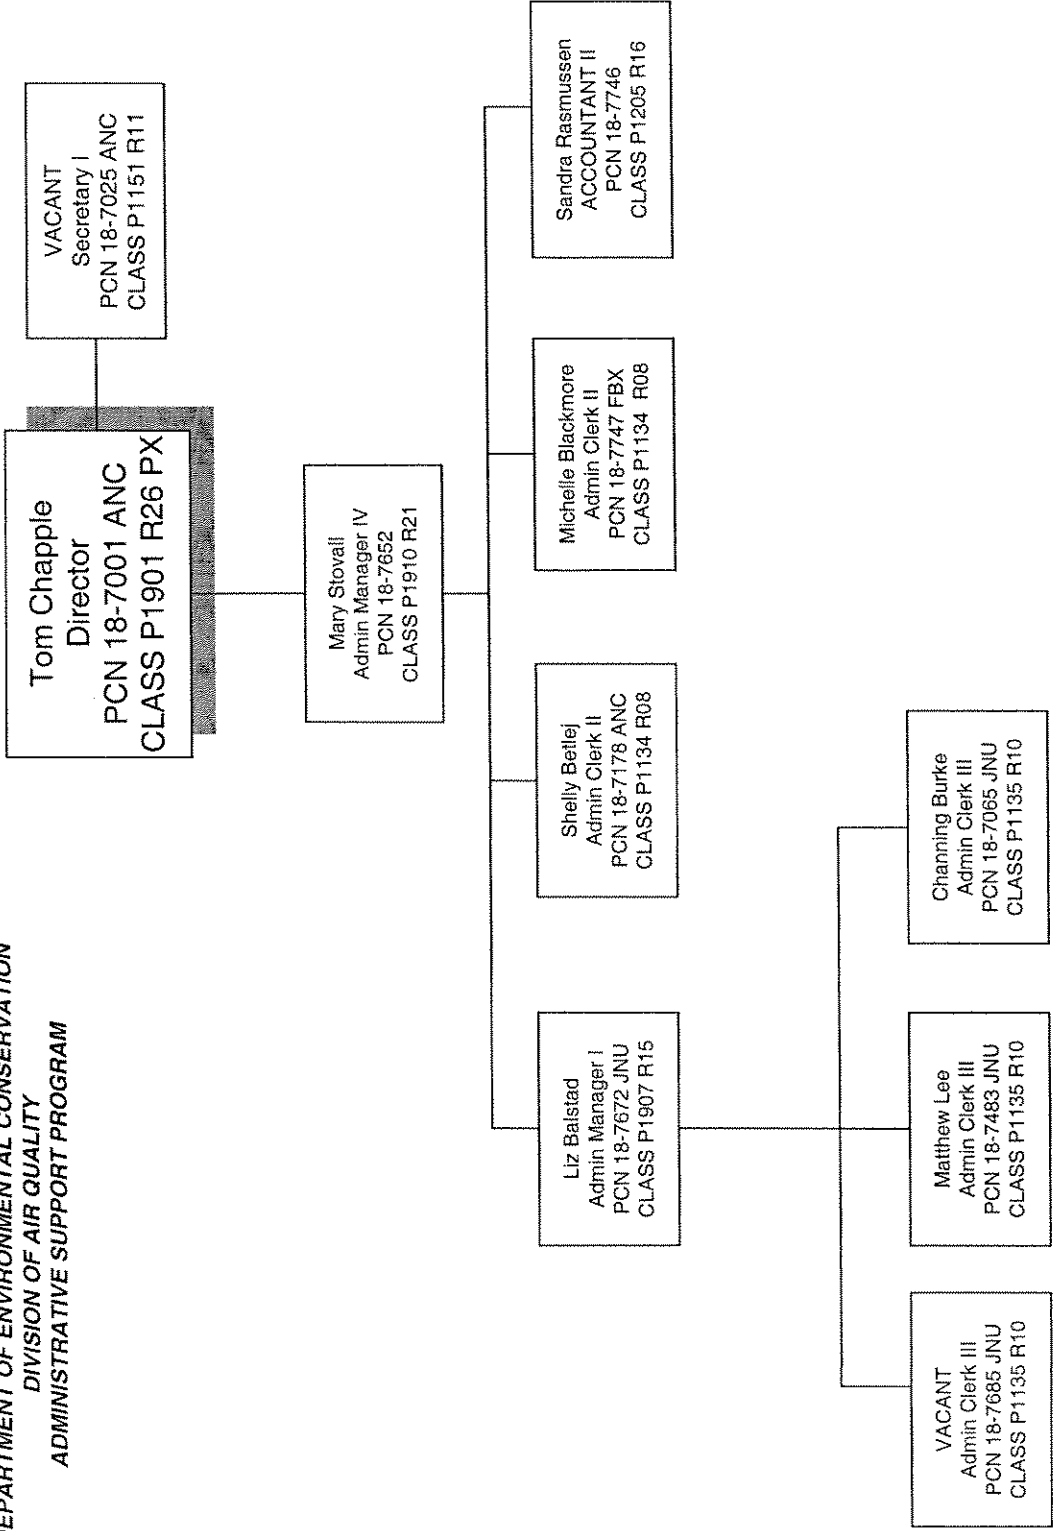 DEPARTMENT OF ENVIRONMENTAL CONSERVATION
DIVISION OF AIR QUALITY
ADMINISTRATIVE SUPPORT PROGRAM
Tom Chapple
Director
PCN 18-7001 ANC
CLASS P1901 R26 PX
VACANT
Secretary I
PCN 18-7025 ANC
CLASS P1151 R11
Mary Stovall
Admin Manager IV
PCN 18-7652
CLASS P1910 R21
Liz Balstad
Admin Manager I
PCN 18-7672 JNU
CLASS P1907 R15
Shelly Betlej
Admin Clerk II
PCN 18-7178 ANC
CLASS P1134 R08
Michelle Blackmore
Admin Clerk II
PCN 18-7747 FBX
CLASS P1134 R08
Sandra Rasmussen
ACCOUNTANT II
PCN 18-7746
CLASS P1205 R16
VACANT
Admin Clerk III
PCN 18-7685 JNU
CLASS P1135 R10
Matthew Lee
Admin Clerk III
PCN 18-7483 JNU
CLASS P1135 R10
Channing Burke
Admin Clerk III
PCN 18-7065 JNU
CLASS P1135 R10